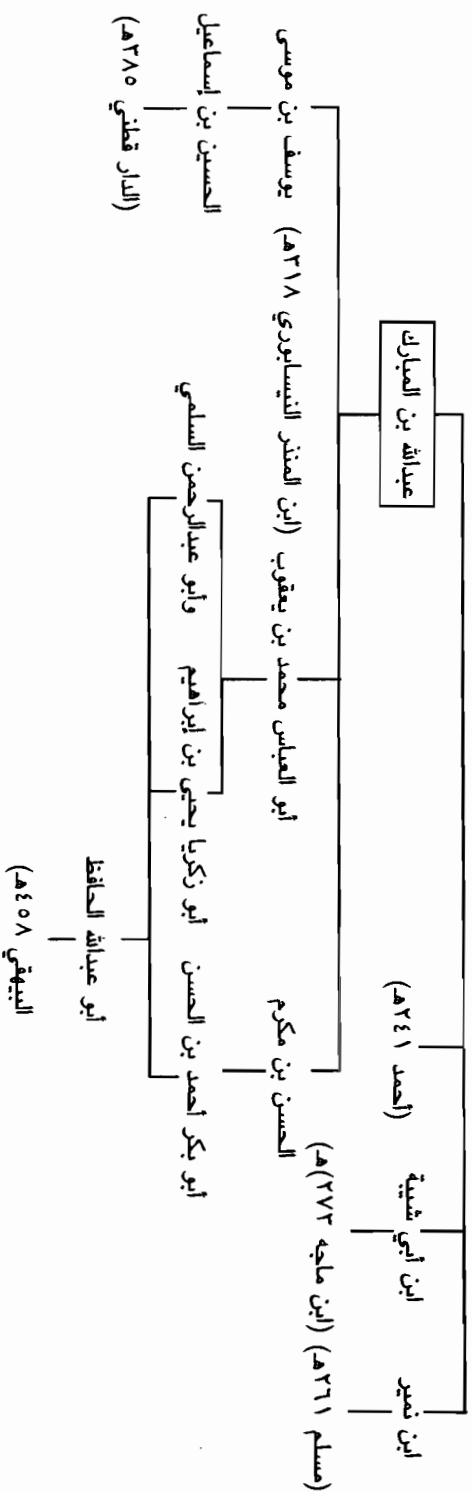 عبدالله بن المبارك
(أحمد ٢٤١هـ)
ابن أبي شيبة
ابن نمير
(ابن ماجه ٢٧٣هـ)
(مسلم ٢٦١هـ)
يوسف بن موسى
أبو العباس محمد بن يعقوب (ابن المنذر النيسابوري ٣١٨هـ)
الحسن بن مكرم
الحسين بن إسماعيل
وأبو عبدالرحمن السلمي
أبو زكريا يحيى بن إبراهيم
أبو بكر أحمد بن الحسن
(الدار قطني ٣٨٥هـ)
أبو عبدالله الحافظ
البيهقي ٤٥٨هـ)